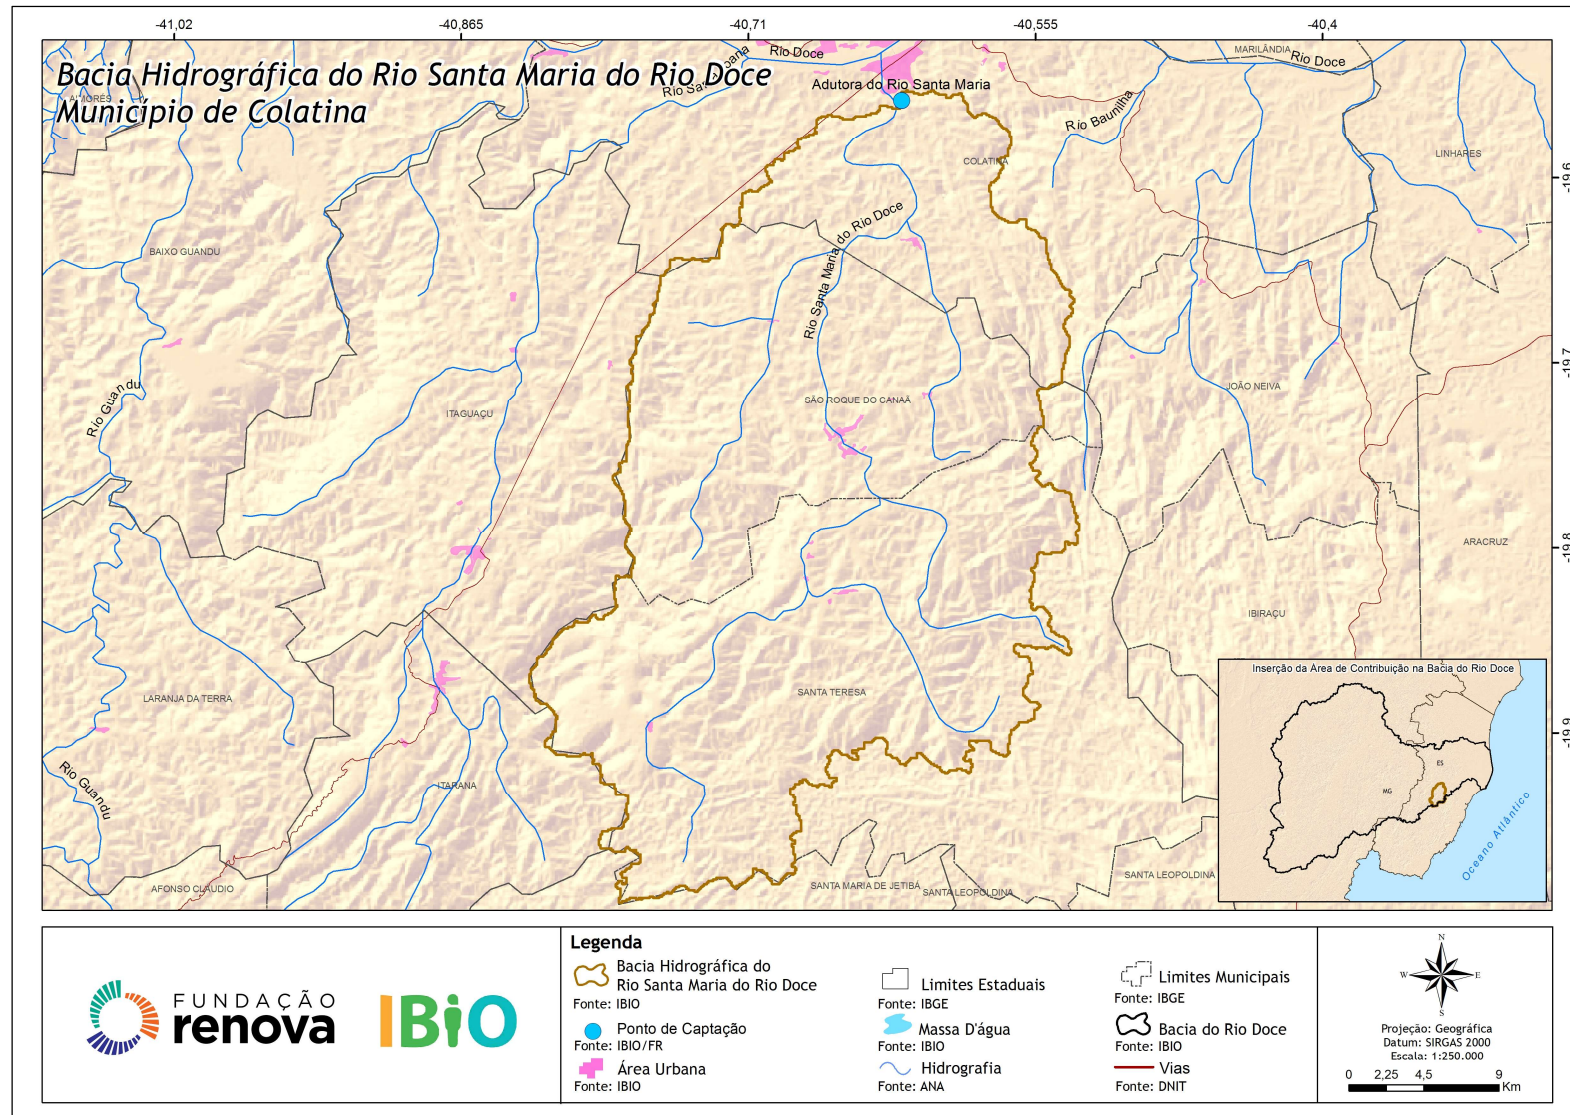 -41,02
-40,865
-40,71
-40,555
-40,4
Bacia Hidrográfica do Rio Santa Maria do Rio Doce
Município de Colatina
Rio Doce
MARILÂNDIA
Rio Doce
Adutora do Rio Santa Maria
Rio Baunilha
COLATINA
LINHARES
-19,6
Rio Santa Maria do Rio Doce
BAIXO GUANDU
Rio Santa Maria do Rio Doce
-19,7
Rio Guandu
ITAGUAÇU
SÃO ROQUE DO CANAÃ
JOÃO NEIVA
ARACRUZ
-19,8
IBIRAÇU
LARANJA DA TERRA
SANTA TERESA
-19,9
Rio Guandu
ITARANA
AFONSO CLÁUDIO
SANTA MARIA DE JETIBÁ
SANTA LEOPOLDINA
SANTA LEOPOLDINA
Inserção da Área de Contribuição na Bacia do Rio Doce
ES
MG
Oceano Atlântico
FUNDAÇÃO
renova
IBiO
Legenda
Bacia Hidrográfica do
Rio Santa Maria do Rio Doce
Fonte: IBIO
Ponto de Captação
Fonte: IBIO/FR
Área Urbana
Fonte: IBIO
Limites Estaduais
Fonte: IBGE
Massa D'água
Fonte: IBIO
Hidrografia
Fonte: ANA
Limites Municipais
Fonte: IBGE
Bacia do Rio Doce
Fonte: IBIO
Vias
Fonte: DNIT
N
W
E
S
Projeção: Geográfica
Datum: SIRGAS 2000
Escala: 1:250.000
0 2,25 4,5 9
Km